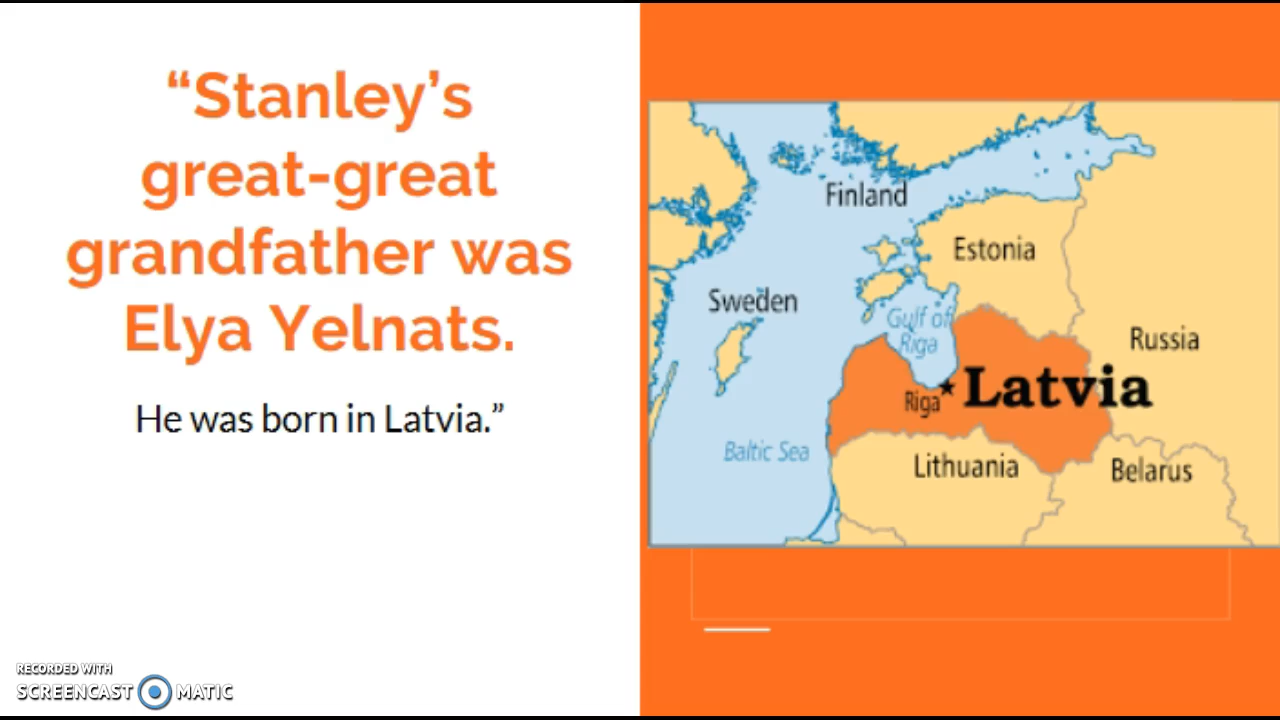 “Stanley’s
great-great
grandfather was
Elya Yelnats.
He was born in Latvia.”
Finland
Estonia
Sweden
Gulf of
Riga
Russia
Riga
Latvia
Baltic Sea
Lithuania
Belarus
RECORDED WITH
SCREENCAST MATIC